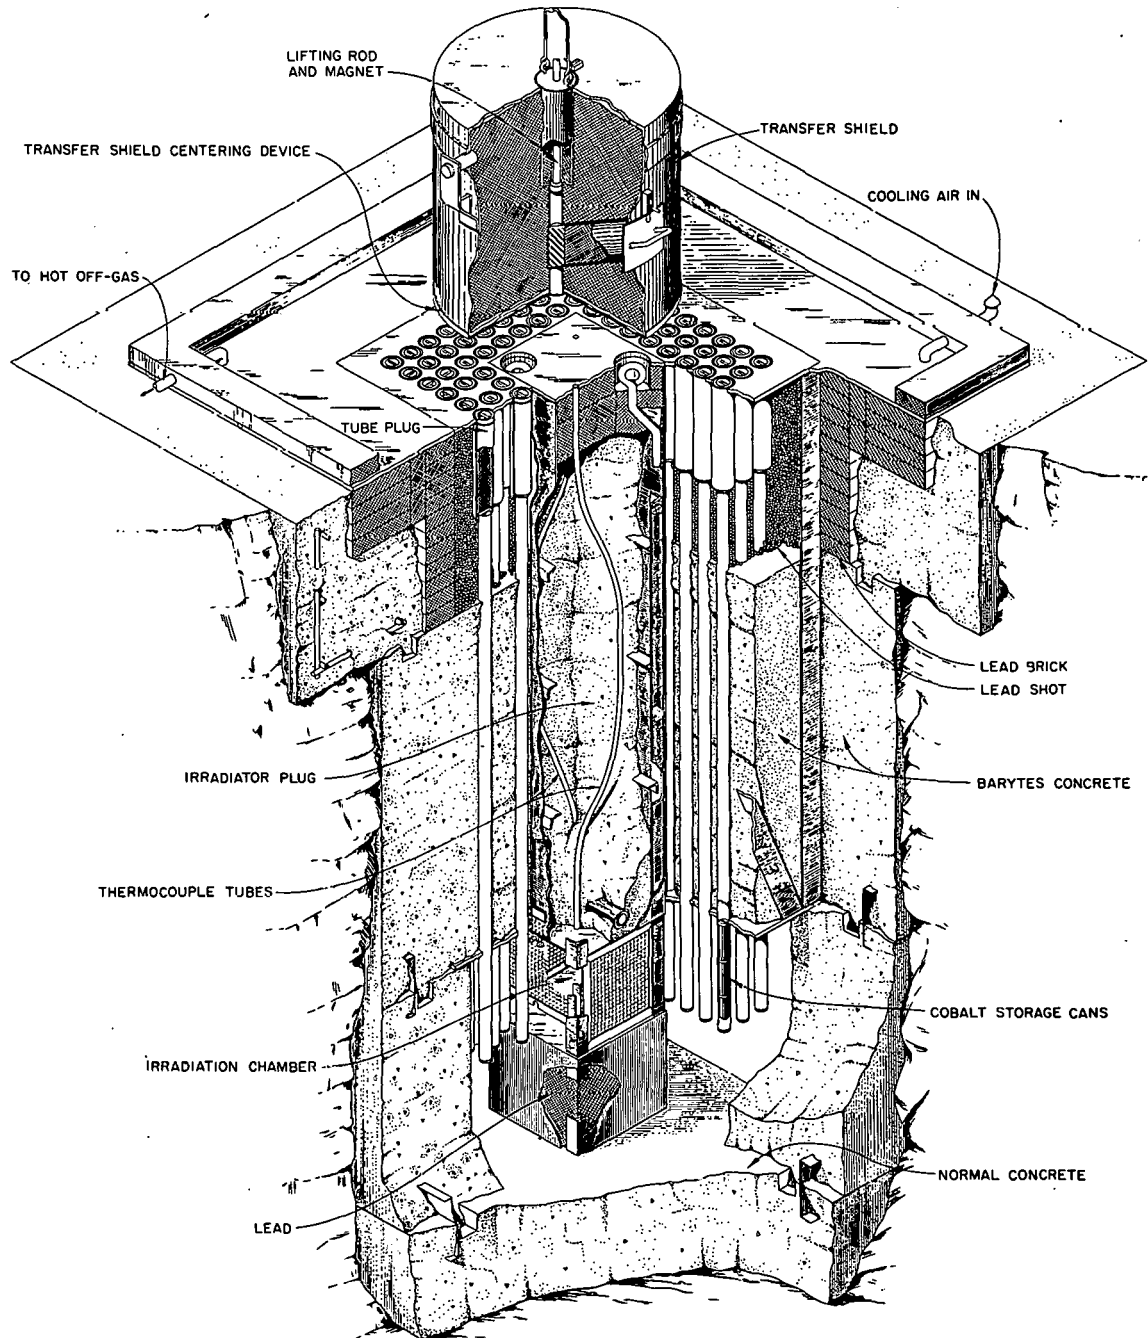 LIFTING ROD
AND MAGNET
TRANSFER SHIELD
TRANSFER SHIELD CENTERING DEVICE
COOLING AIR IN
TO HOT OFF-GAS
TUBE PLUG
LEAD BRICK
LEAD SHOT
IRRADIATOR PLUG
BARYTES CONCRETE
THERMOCOUPLE TUBES
COBALT STORAGE CANS
IRRADIATION CHAMBER
NORMAL CONCRETE
LEAD